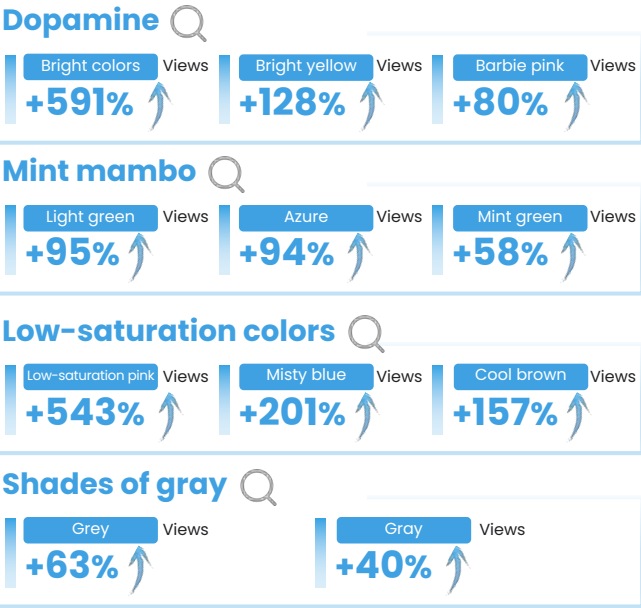 Dopamine
Bright colors Views Bright yellow Views Barbie pink Views
+591% +128% +80%
Mint mambo
Light green Views Azure Views Mint green Views
+95% +94% +58%
Low-saturation colors
Low-saturation pink Views Misty blue Views Cool brown Views
+543% +201% +157%
Shades of gray
Grey Views Gray Views
+63% +40%